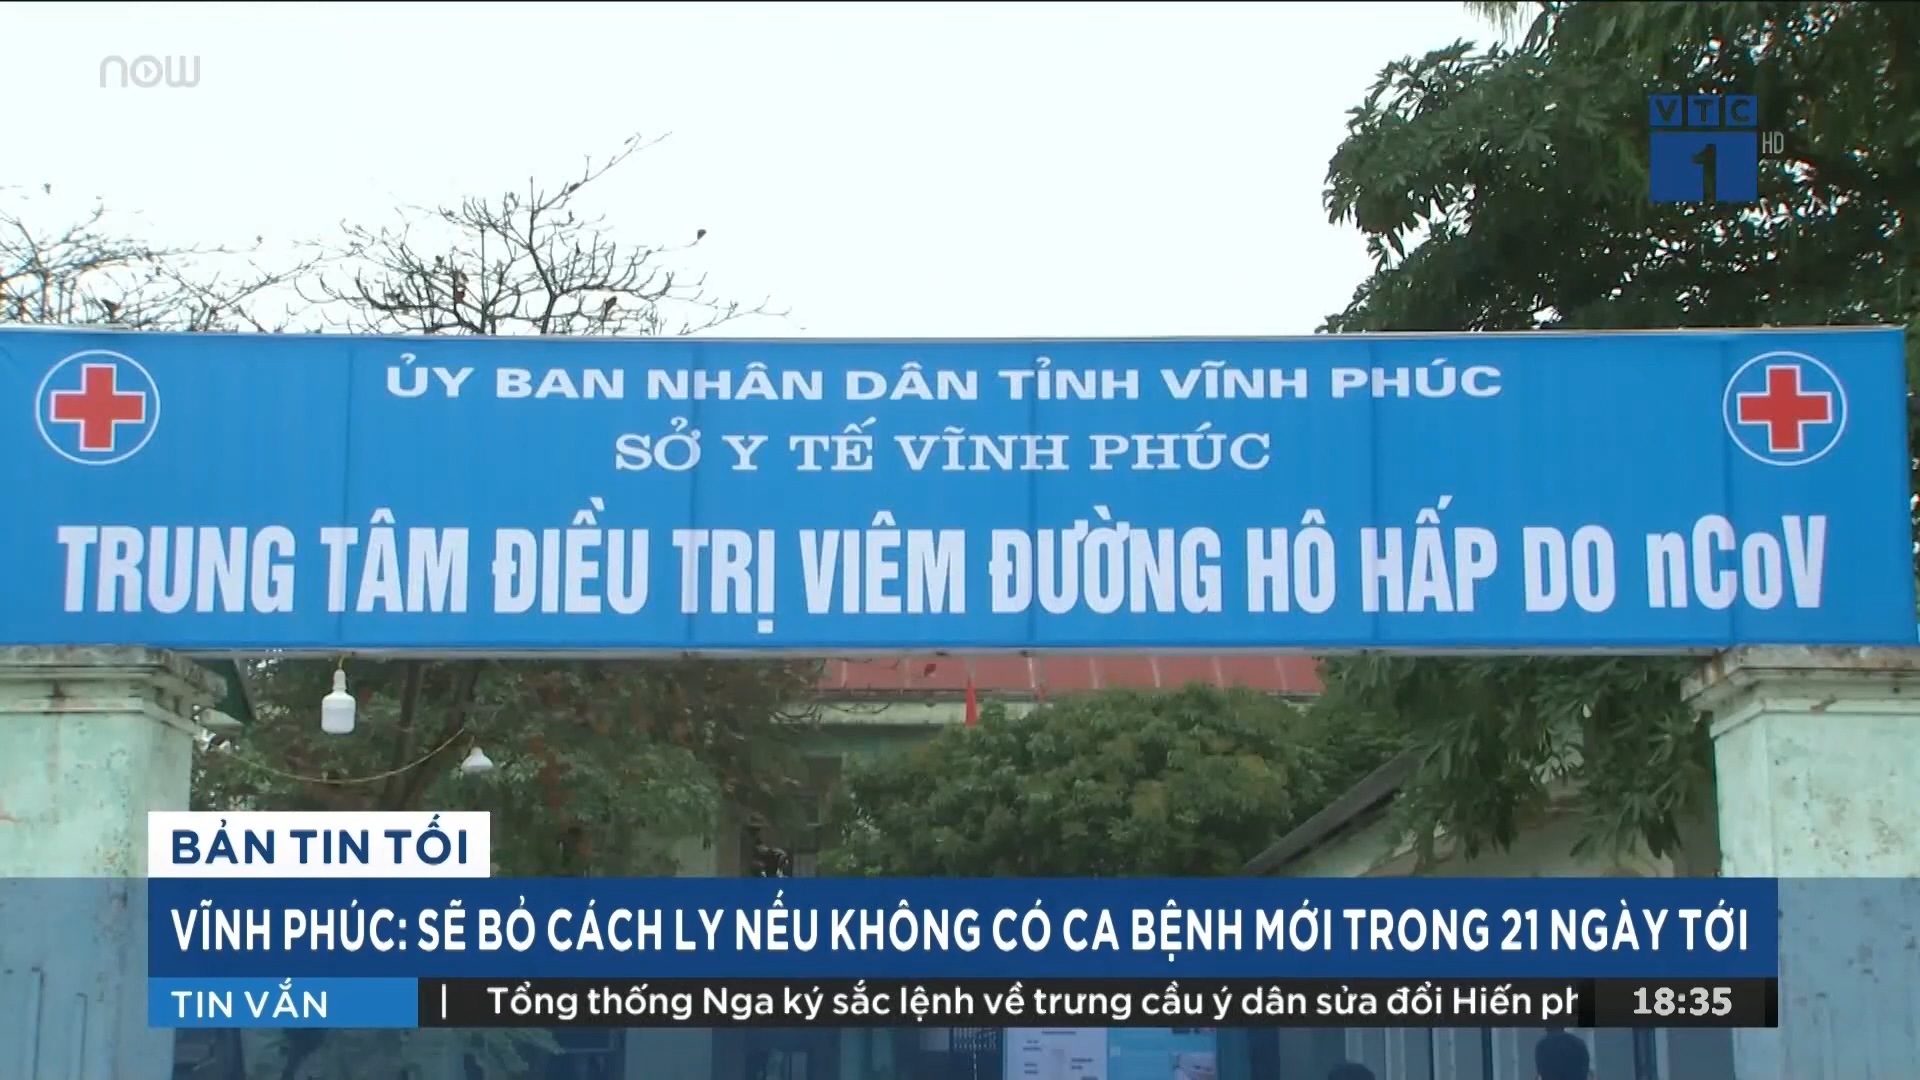 now
VTC
1 HD
ỦY BAN NHÂN DÂN TỈNH VĨNH PHÚC
SỞ Y TẾ VĨNH PHÚC
TRUNG TÂM ĐIỀU TRỊ VIÊM ĐƯỜNG HÔ HẤP DO nCoV
BẢN TIN TỐI
VĨNH PHÚC: SẼ BỎ CÁCH LY NẾU KHÔNG CÓ CA BỆNH MỚI TRONG 21 NGÀY TỚI
TIN VẮN | Tổng thống Nga ký sắc lệnh về trưng cầu ý dân sửa đổi Hiến ph 18:35